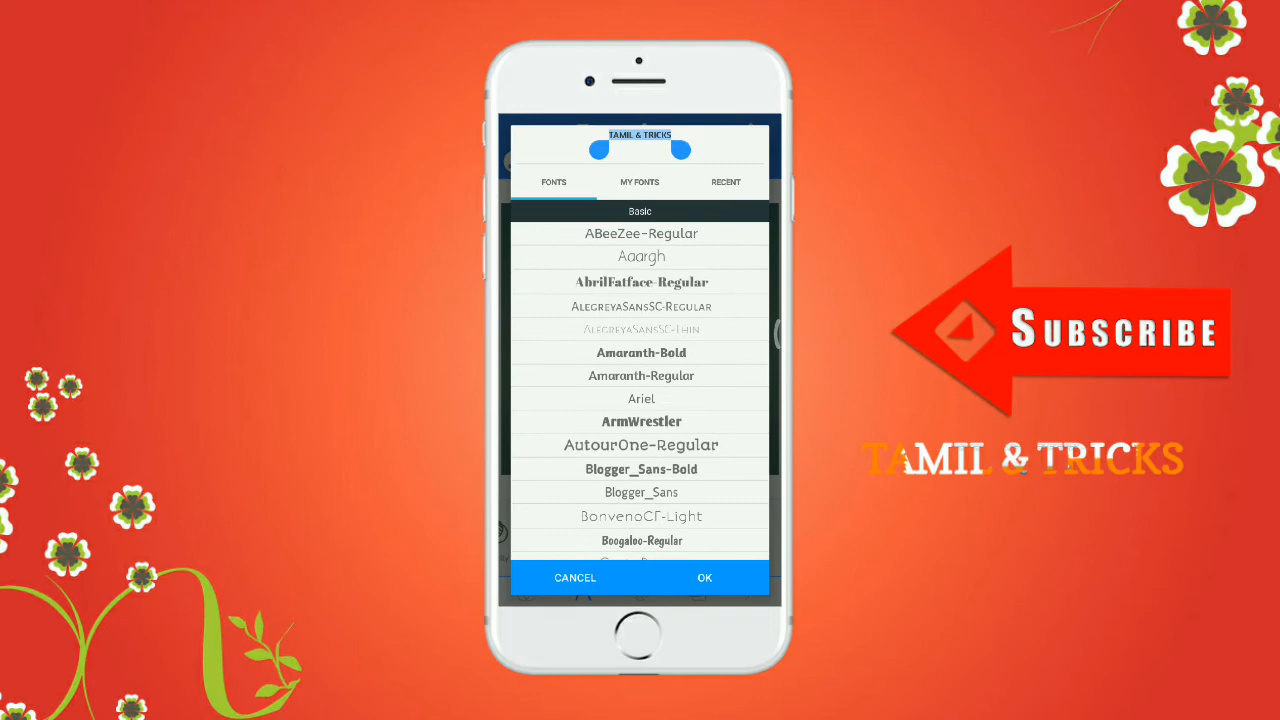 TAMIL & TRICKS
FONTS MY FONTS RECENT
Basic
ABeeZee-Regular
Aaargh
AbrilFatface-Regular
AlegreyaSansSC-Regular
AlegreyaSansSC-Thin
Amaranth-Bold
Amaranth-Regular
Ariel
ArmWrestler
AutourOne-Regular
Blogger_Sans-Bold
Blogger_Sans
BonvenoCF-Light
Boogaloo-Regular
CANCEL OK
SUBSCRIBE
TAMIL & TRICKS